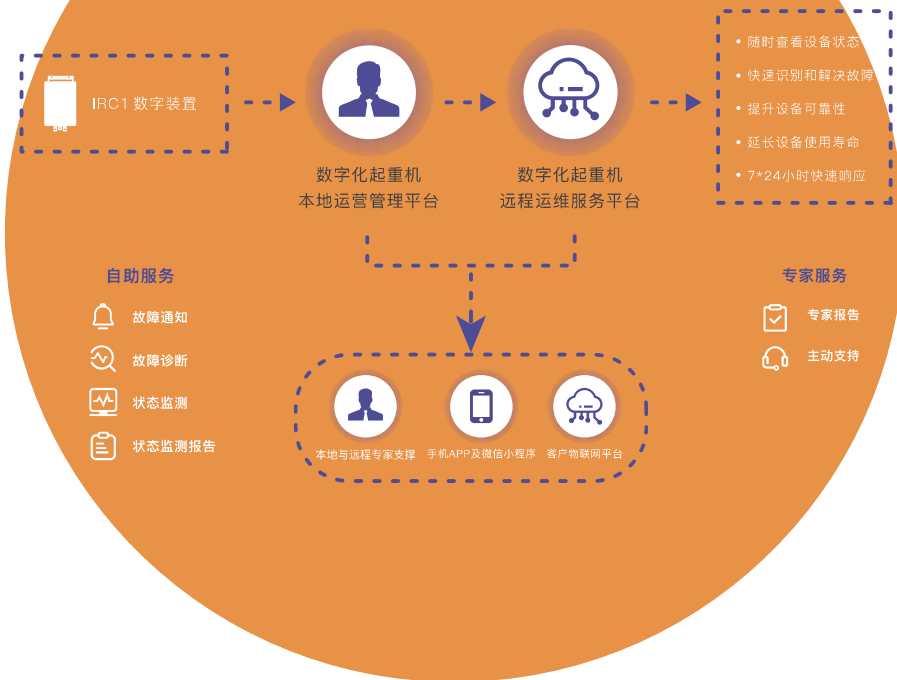 IRC1 数字装置
数字化起重机
本地运营管理平台
数字化起重机
远程运维服务平台
• 随时查看设备状态
• 快速识别和解决故障
• 提升设备可靠性
• 延长设备使用寿命
• 7*24小时快速响应
自助服务
故障通知
故障诊断
状态监测
状态监测报告
本地与远程专家支撑
手机APP及微信小程序
客户物联网平台
专家服务
专家报告
主动支持